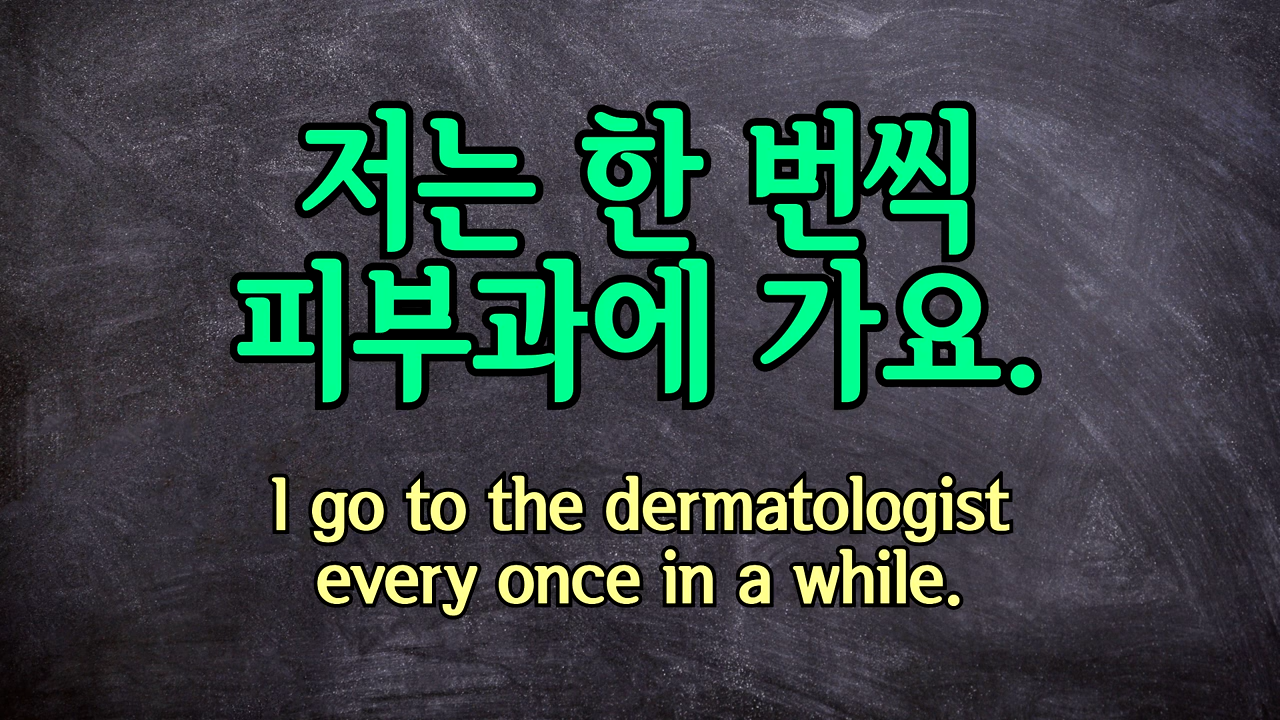 저는 한 번씩
피부과에 가요.
I go to the dermatologist
every once in a while.